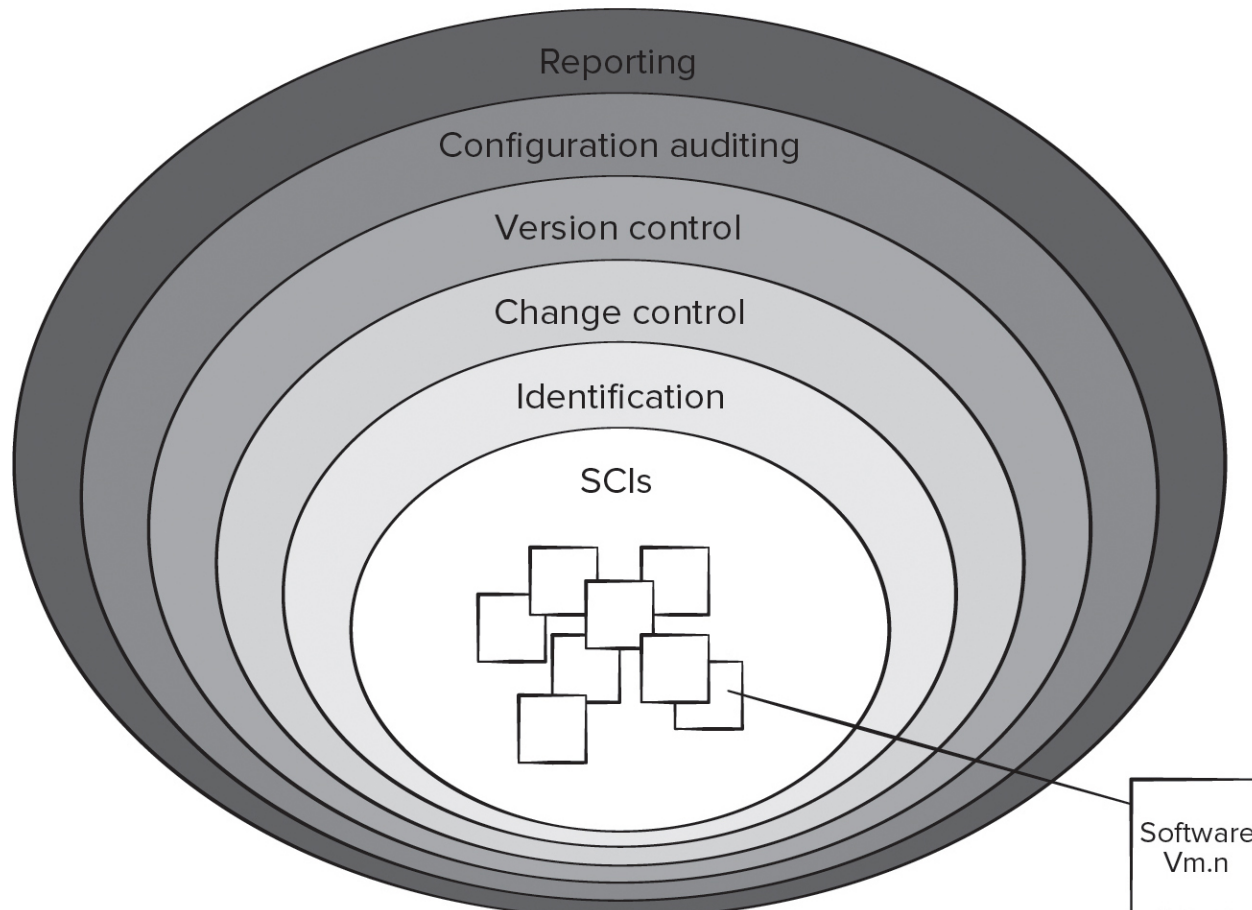 Reporting
Configuration auditing
Version control
Change control
Identification
SCIs
Software
Vm.n